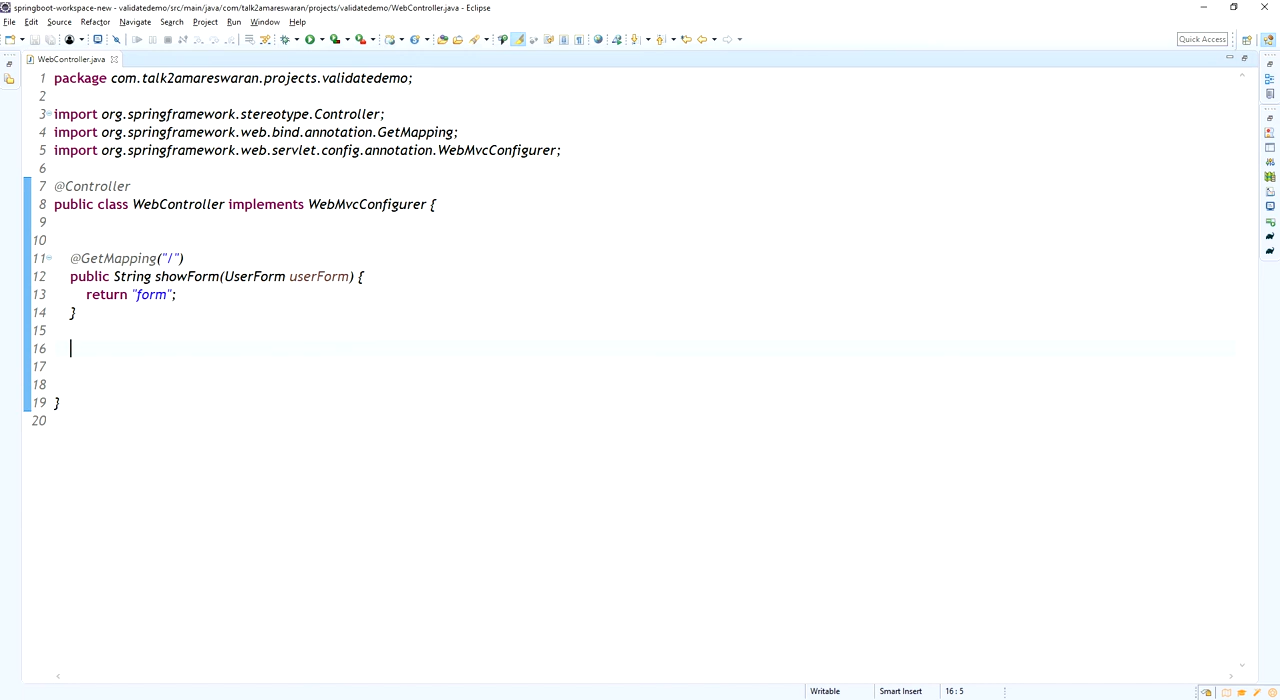 springboot-workspace-new - validatedemo/src/main/java/com/talk2amareswaran/projects/validatedemo/WebController.java - Eclipse
File Edit Source Refactor Navigate Search Project Run Window Help
Quick Access
WebController.java
1 package com.talk2amareswaran.projects.validatedemo;
2
3 import org.springframework.stereotype.Controller;
4 import org.springframework.web.bind.annotation.GetMapping;
5 import org.springframework.web.servlet.config.annotation.WebMvcConfigurer;
6
7 @Controller
8 public class WebController implements WebMvcConfigurer {
9
10
11 @GetMapping("/")
12 public String showForm(UserForm userForm) {
13 return "form";
14 }
15
16
17
18
19 }
20
Writable Smart Insert 16 : 5